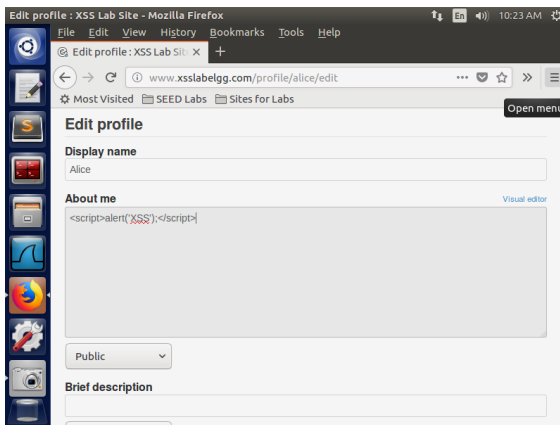 Edit profile : XSS Lab Site - Mozilla Firefox En 10:23 AM
File Edit View History Bookmarks Tools Help
Edit profile : XSS Lab Sit
www.xsslabelgg.com/profile/alice/edit
Most Visited SEED Labs Sites for Labs
Open menu
Edit profile
Display name
Alice
About me Visual editor
<script>alert('XSS');</script>
Public
Brief description